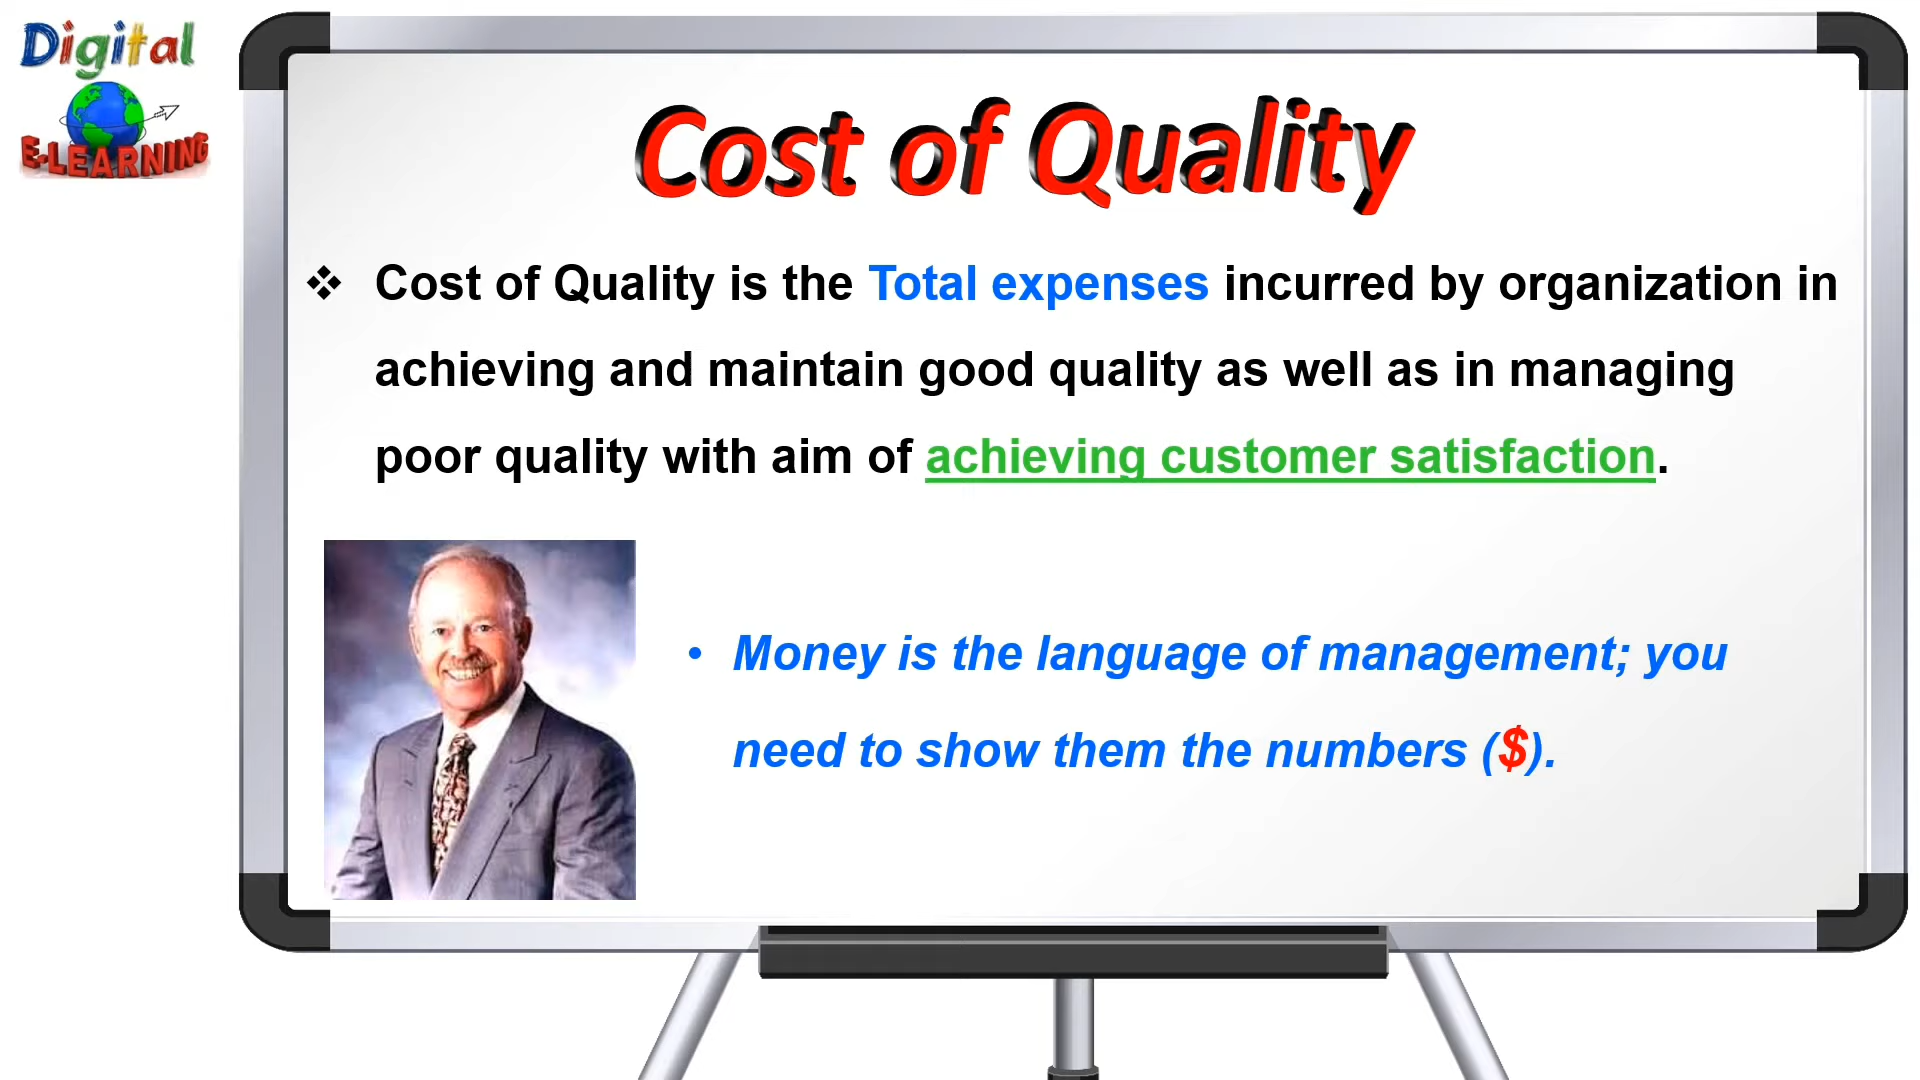 Digital
E-LEARNING
Cost of Quality
❖ Cost of Quality is the Total expenses incurred by organization in
achieving and maintain good quality as well as in managing
poor quality with aim of achieving customer satisfaction.
• Money is the language of management; you
need to show them the numbers ($).